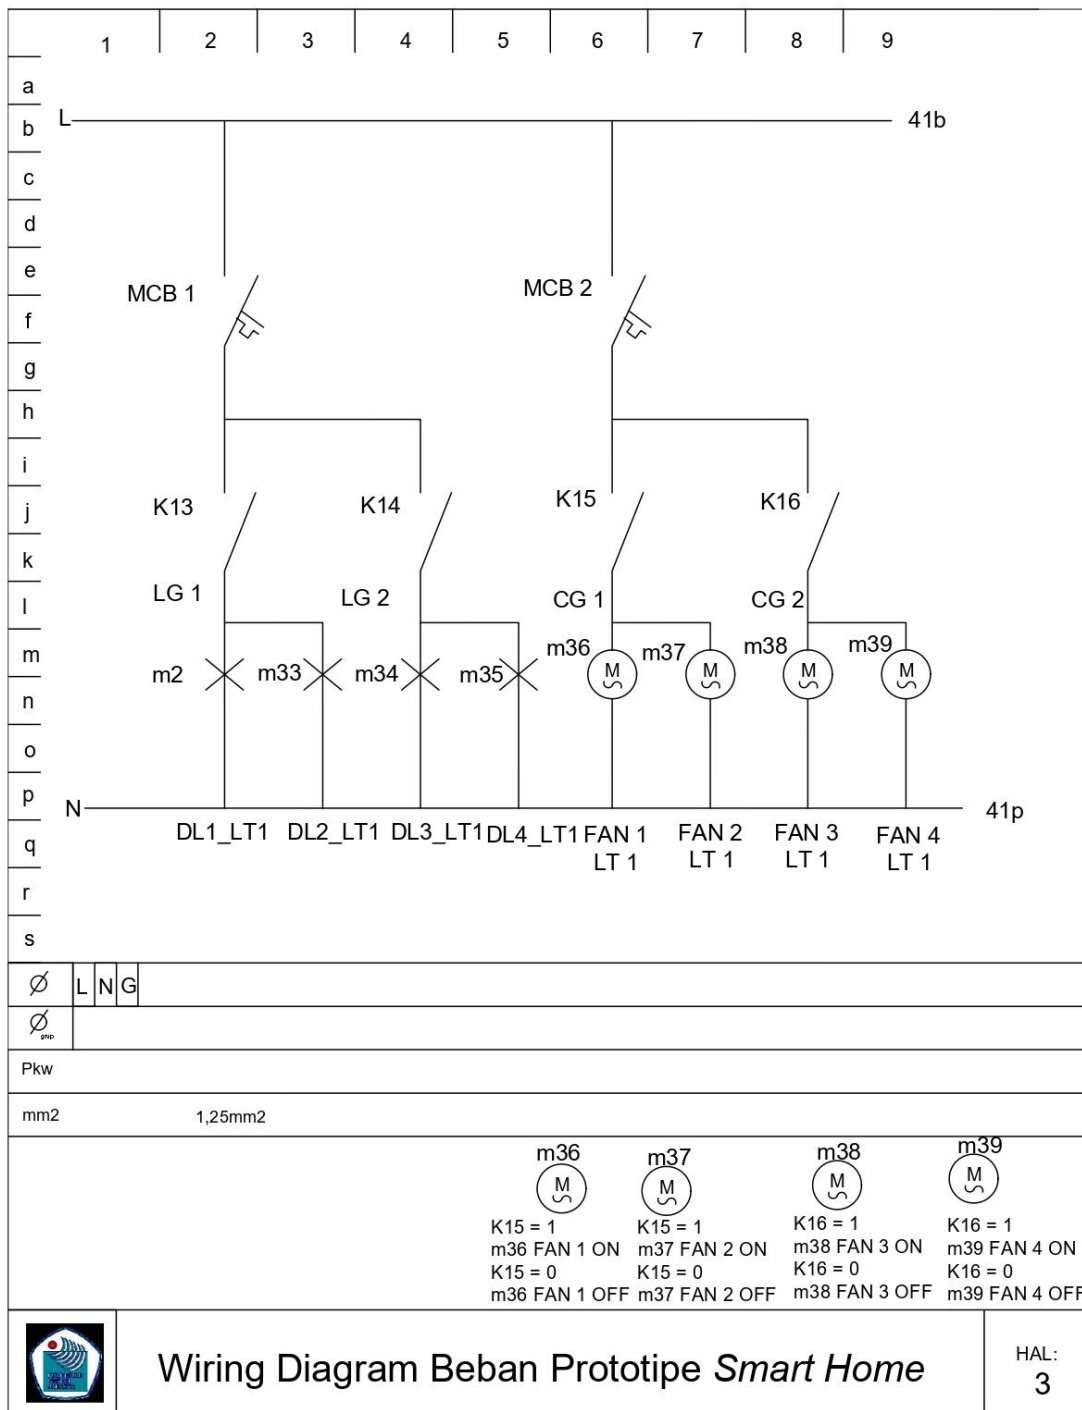 1 2 3 4 5 6 7 8 9
a
b
c
d
e
f
g
h
i
j
k
l
m
n
o
p
q
r
s
L 41b
MCB 1 MCB 2
K13 K14 K15 K16
LG 1 LG 2 CG 1 CG 2
m2 m33 m34 m35 m36 m37 m38 m39
M M M M
N 41p
DL1_LT1 DL2_LT1 DL3_LT1 DL4_LT1 FAN 1 FAN 2 FAN 3 FAN 4
LT 1 LT 1 LT 1 LT 1
Ø L N G
Ø grup
Pkw
mm2 1,25mm2
m36 m37 m38 m39
M M M M
K15 = 1 K15 = 1 K16 = 1 K16 = 1
m36 FAN 1 ON m37 FAN 2 ON m38 FAN 3 ON m39 FAN 4 ON
K15 = 0 K15 = 0 K16 = 0 K16 = 0
m36 FAN 1 OFF m37 FAN 2 OFF m38 FAN 3 OFF m39 FAN 4 OFF
Wiring Diagram Beban Prototipe Smart Home
HAL:
3